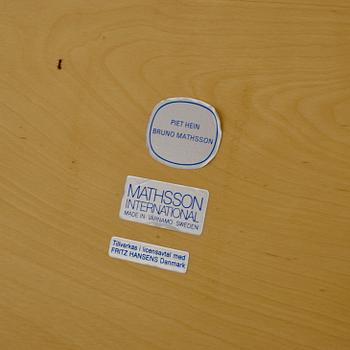 PIET HEIN
BRUNO MATHSSON
MATHSSON
INTERNATIONAL
MADE IN VÄRNAMO SWEDEN
Tillverkas i licensavtal med
FRITZ HANSENS Danmark